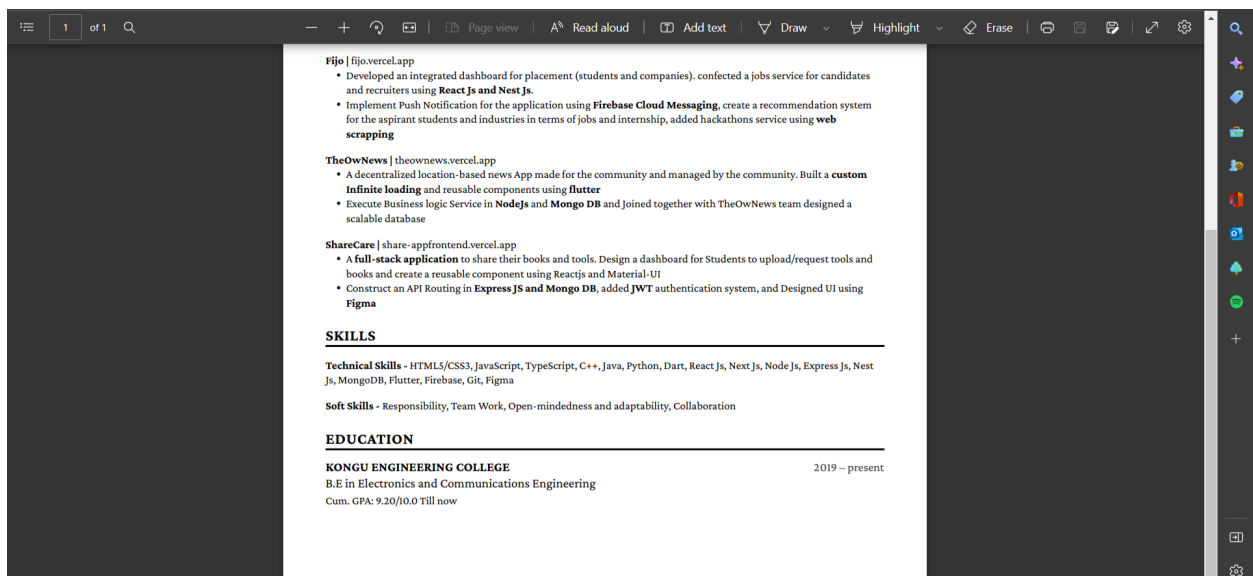 1 of 1 Page view Read aloud Add text Draw Highlight Erase
Fijo | fijo.vercel.app
• Developed an integrated dashboard for placement (students and companies). confected a jobs service for candidates
and recruiters using React Js and Nest Js.
• Implement Push Notification for the application using Firebase Cloud Messaging, create a recommendation system
for the aspirant students and industries in terms of jobs and internship, added hackathons service using web
scrapping
TheOwNews | theownews.vercel.app
• A decentralized location-based news App made for the community and managed by the community. Built a custom
Infinite loading and reusable components using flutter
• Execute Business logic Service in NodeJs and Mongo DB and Joined together with TheOwNews team designed a
scalable database
ShareCare | share-appfrontend.vercel.app
• A full-stack application to share their books and tools. Design a dashboard for Students to upload/request tools and
books and create a reusable component using Reactjs and Material-UI
• Construct an API Routing in Express JS and Mongo DB, added JWT authentication system, and Designed UI using
Figma
SKILLS
Technical Skills - HTML5/CSS3, JavaScript, TypeScript, C++, Java, Python, Dart, React Js, Next Js, Node Js, Express Js, Nest
Js, MongoDB, Flutter, Firebase, Git, Figma
Soft Skills - Responsibility, Team Work, Open-mindedness and adaptability, Collaboration
EDUCATION
KONGU ENGINEERING COLLEGE 2019 – present
B.E in Electronics and Communications Engineering
Cum. GPA: 9.20/10.0 Till now